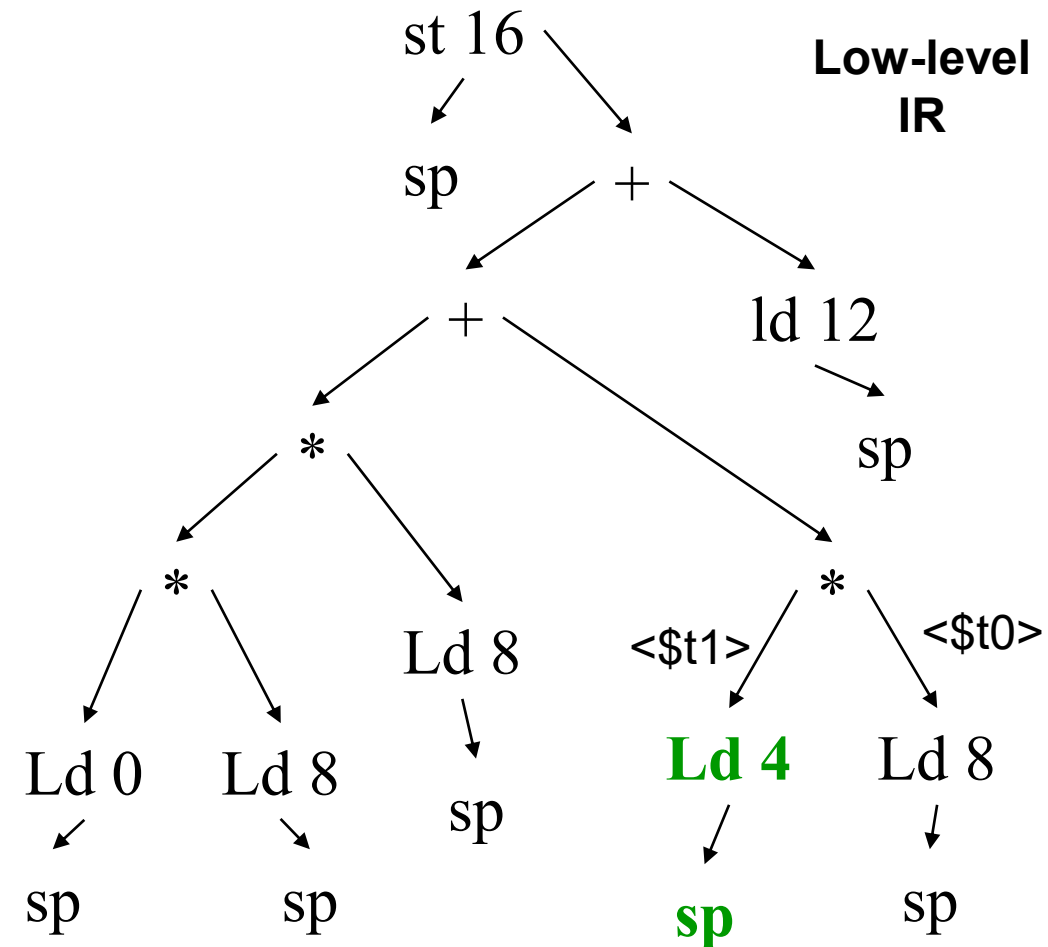 st 16
Low-level
IR
sp
+
+
ld 12
*
sp
*
*
Ld 8
<$t1>
<$t0>
Ld 0
Ld 8
sp
Ld 4
Ld 8
sp
sp
sp
sp